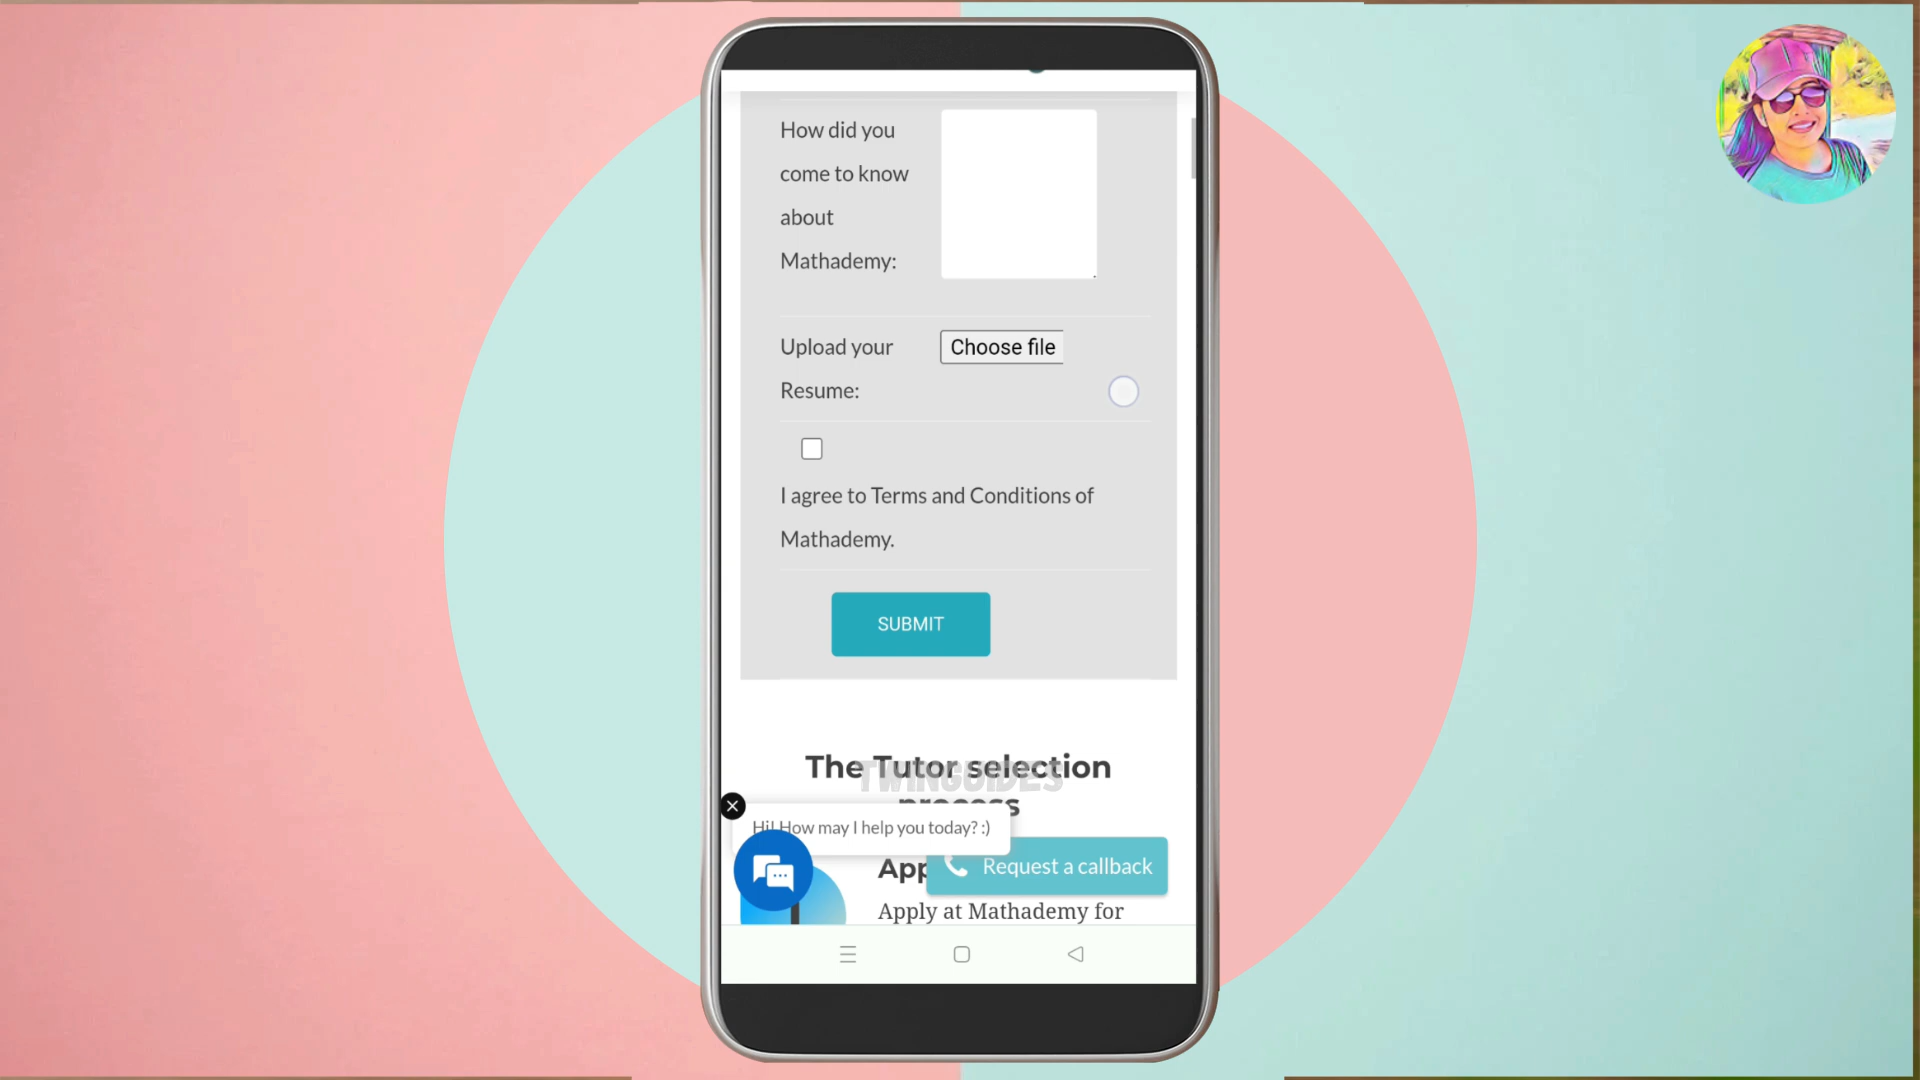 How did you
come to know
about
Mathademy:
Upload your
Resume:
Choose file
I agree to Terms and Conditions of
Mathademy.
SUBMIT
The Tutor selection
process
TWINGUIDES
Hi! How may I help you today? :)
App
Request a callback
Apply at Mathademy for